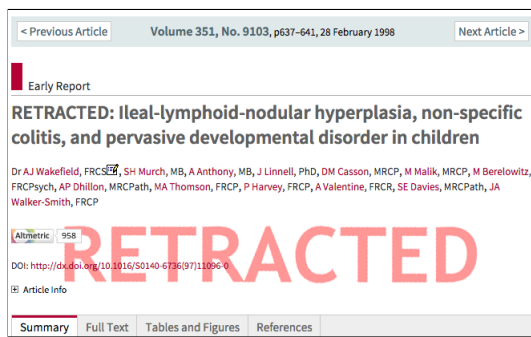 < Previous Article
Volume 351, No. 9103, p637–641, 28 February 1998
Next Article >
Early Report
RETRACTED: Ileal-lymphoid-nodular hyperplasia, non-specific
colitis, and pervasive developmental disorder in children
Dr AJ Wakefield, FRCS, SH Murch, MB, A Anthony, MB, J Linnell, PhD, DM Casson, MRCP, M Malik, MRCP, M Berelowitz,
FRCPsych, AP Dhillon, MRCPath, MA Thomson, FRCP, P Harvey, FRCP, A Valentine, FRCR, SE Davies, MRCPath, JA
Walker-Smith, FRCP
Altmetric 958
RETRACTED
DOI: http://dx.doi.org/10.1016/S0140-6736(97)11096-0
Article Info
Summary
Full Text
Tables and Figures
References